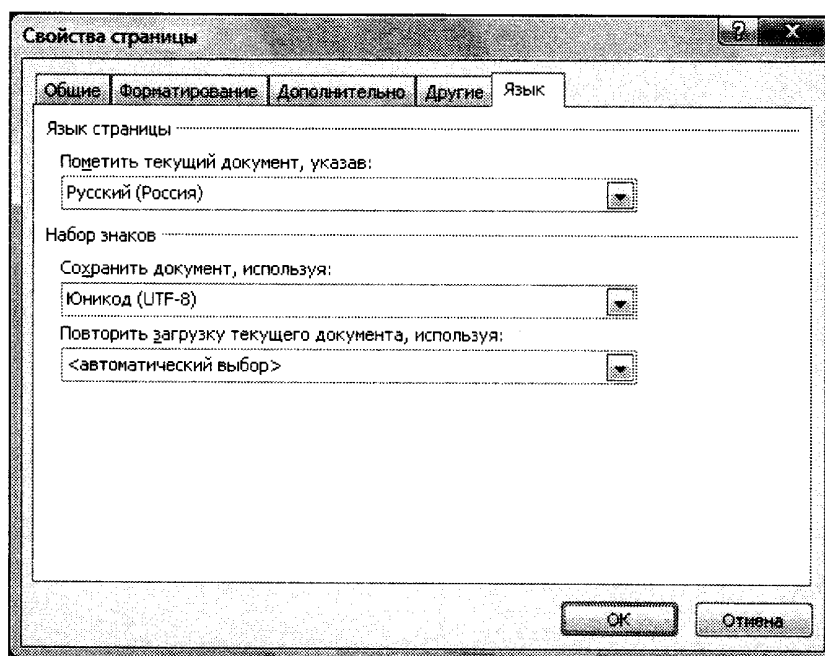 Свойства страницы
Общие Форматирование Дополнительно Другие Язык
Язык страницы
Пометить текущий документ, указав:
Русский (Россия)
Набор знаков
Сохранить документ, используя:
Юникод (UTF-8)
Повторить загрузку текущего документа, используя:
<автоматический выбор>
ОК Отмена